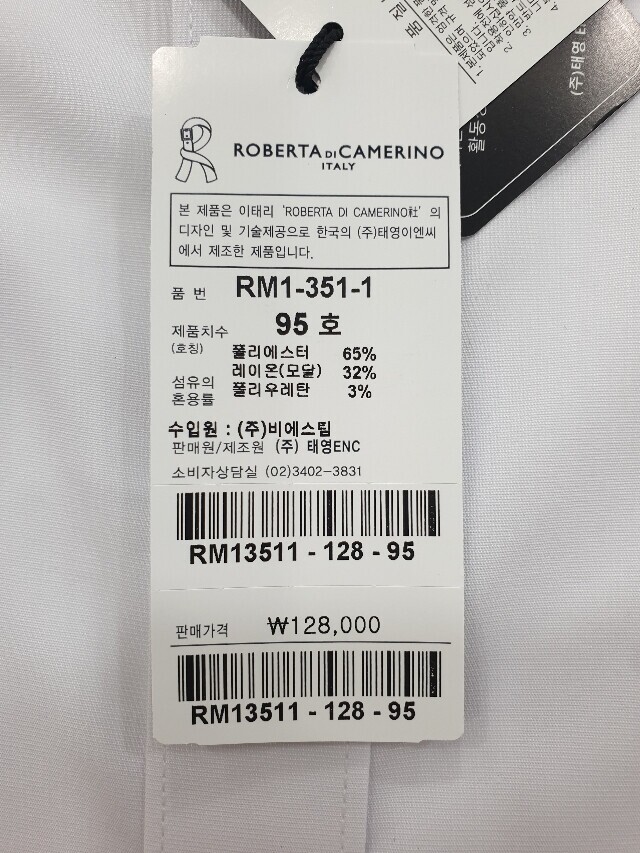 ROBERTA DI CAMERINO
ITALY
본 제품은 이태리 'ROBERTA DI CAMERINO社' 의
디자인 및 기술제공으로 한국의 (주)태영이엔씨
에서 제조한 제품입니다.
품 번 RM1-351-1
제품치수 95 호
(호칭)
폴리에스터 65%
레이온(모달) 32%
섬유의
혼용률
폴리우레탄 3%
수입원 : (주)비에스팁
판매원/제조원 (주) 태영ENC
소비자상담실 (02)3402-3831
RM13511 - 128 - 95
판매가격 ₩128,000
RM13511 - 128 - 95
(주)태영